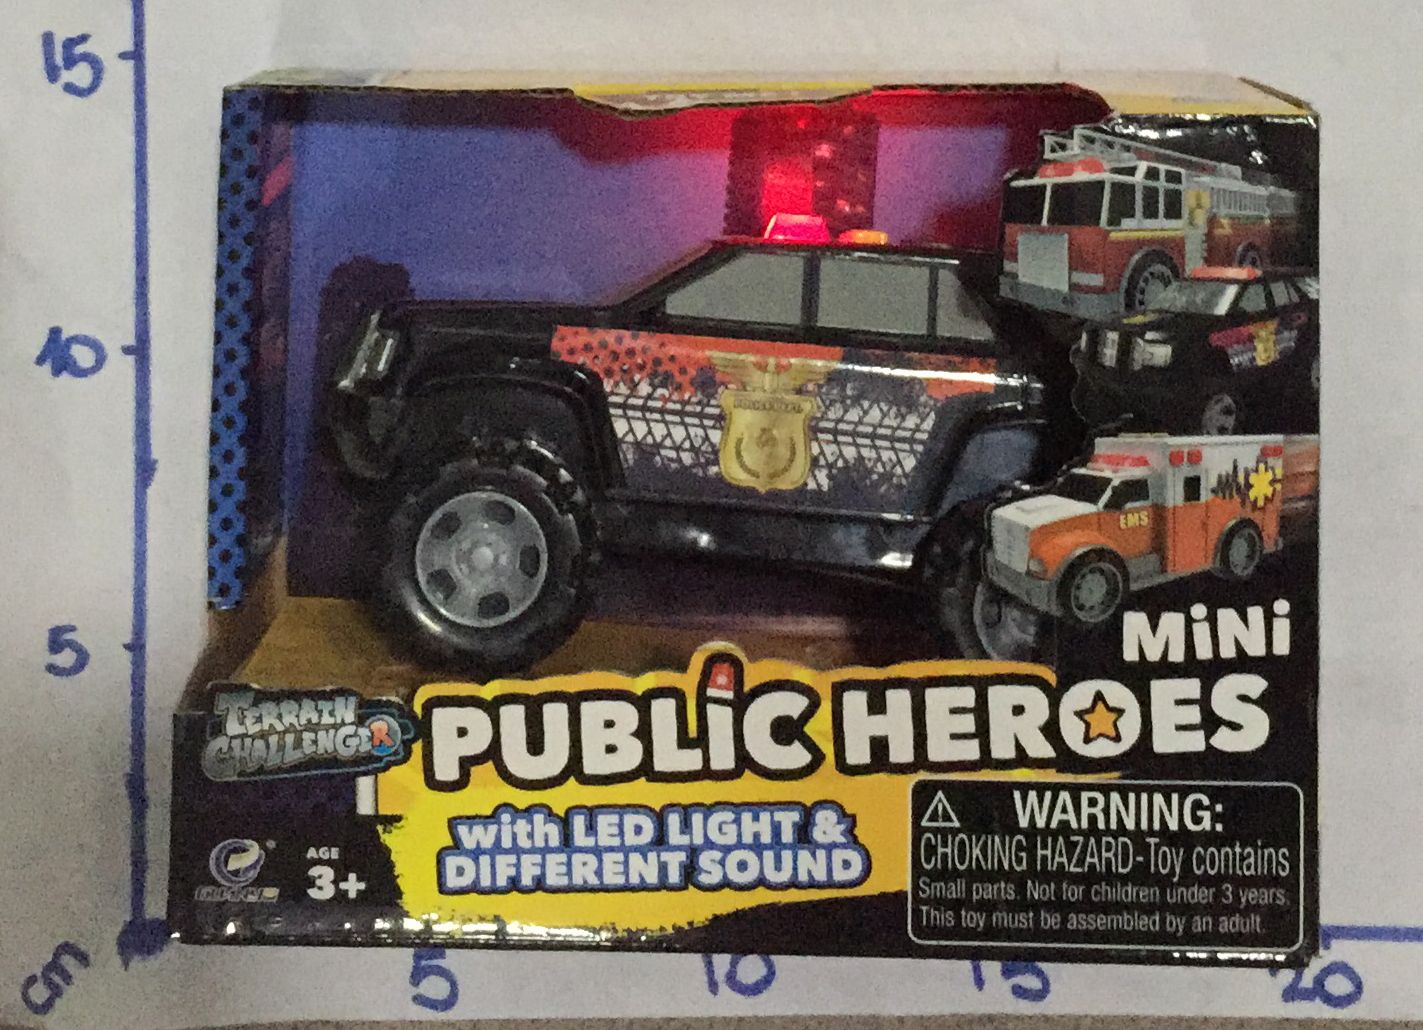 15
10
5
cm
5
10
15
20
POLICE DEPT.
EMS
MiNi
TERRAIN
CHALLENGER
PUBLiC HEROES
with LED LIGHT &
DIFFERENT SOUND
AGE
3+
WARNING:
CHOKING HAZARD-Toy contains
Small parts. Not for children under 3 years.
This toy must be assembled by an adult.